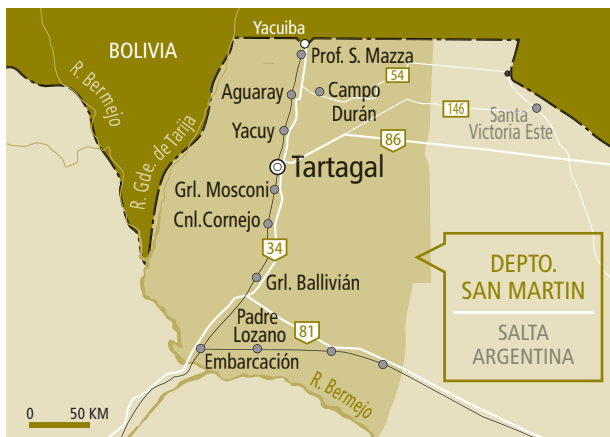 Yacuiba
BOLIVIA
Prof. S. Mazza
54
R. Bermejo
Aguaray
Campo
Durán
146
Santa
Victoria Este
Yacuy
86
R. Gde. de Tarija
Tartagal
Grl. Mosconi
Cnl.Cornejo
34
DEPTO.
SAN MARTIN
SALTA
ARGENTINA
Grl. Ballivián
Padre
Lozano
81
Embarcación
R. Bermejo
0 50 KM